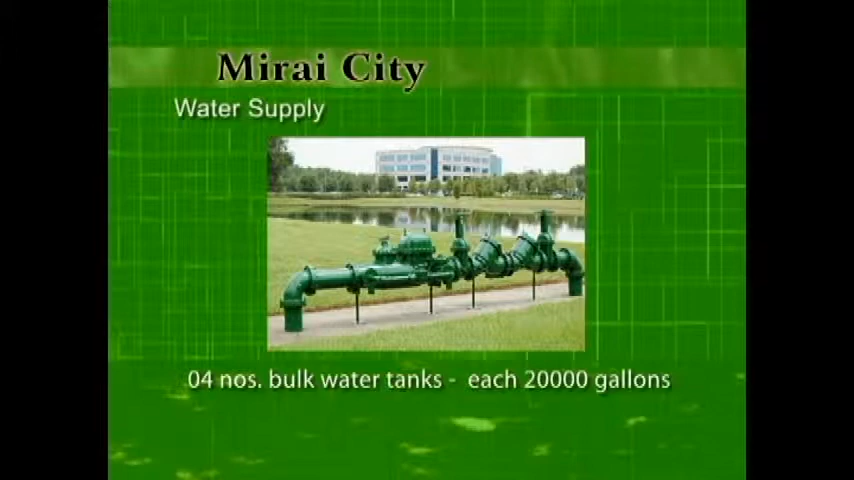 Mirai City
Water Supply
04 nos. bulk water tanks - each 20000 gallons